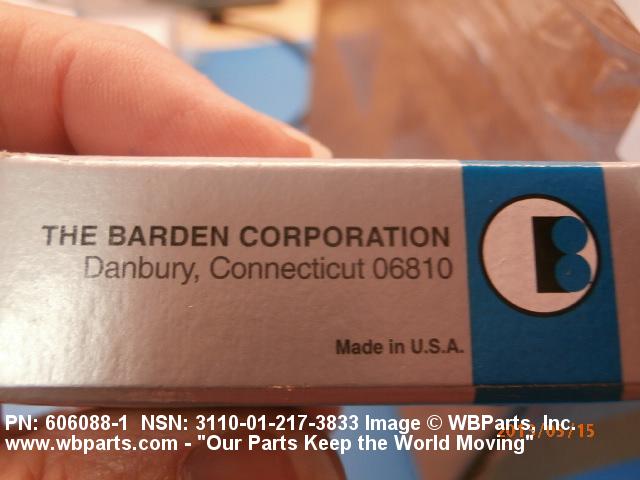 THE BARDEN CORPORATION
Danbury, Connecticut 06810
B
Made in U.S.A.
PN: 606088-1 NSN: 3110-01-217-3833 Image © WBParts, Inc.
www.wbparts.com - "Our Parts Keep the World Moving"